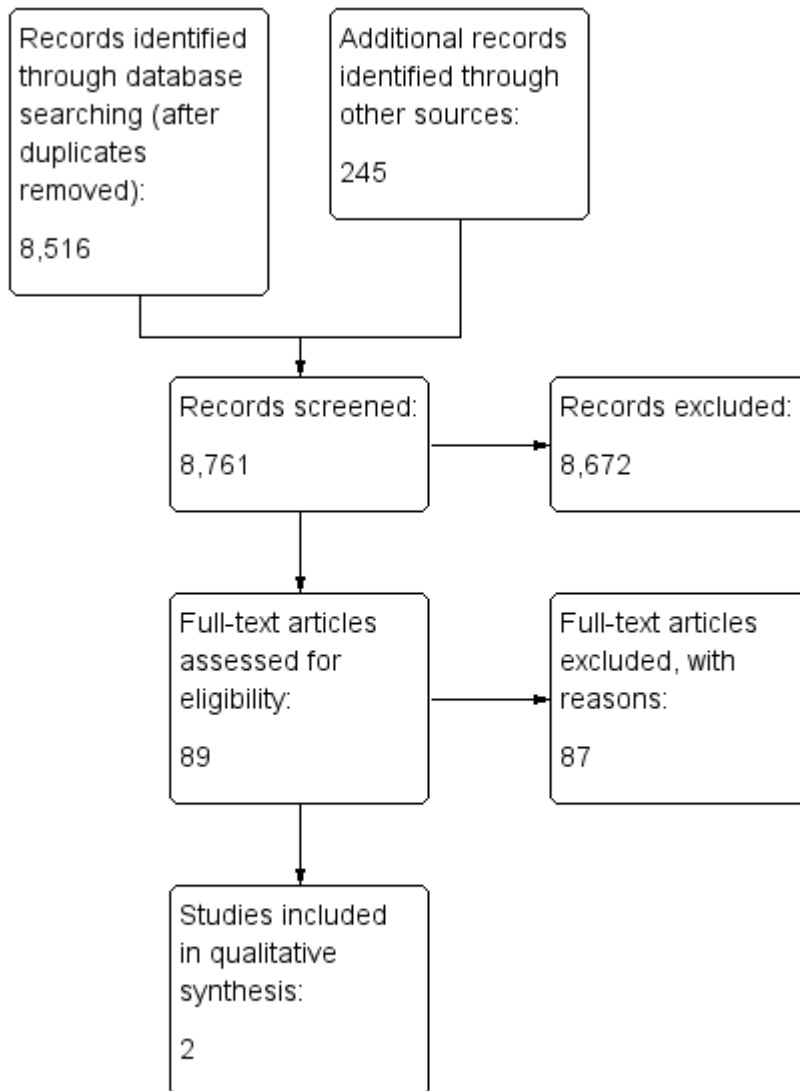 Records identified
through database
searching (after
duplicates
removed):
8,516
Additional records
identified through
other sources:
245
Records screened:
8,761
Records excluded:
8,672
Full-text articles
assessed for
eligibility:
89
Full-text articles
excluded, with
reasons:
87
Studies included
in qualitative
synthesis:
2